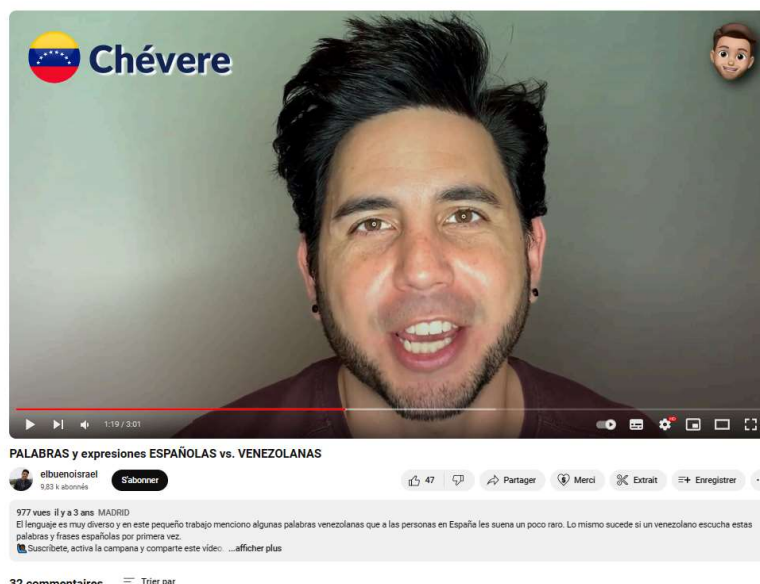 Chévere
1:19 / 3:01
PALABRAS y expresiones ESPAÑOLAS vs. VENEZOLANAS
elbuenoisrael
9,83 k abonnés
S'abonner
47
Partager
Merci
Extrait
Enregistrer
977 vues il y a 3 ans MADRID
El lenguaje es muy diverso y en este pequeño trabajo menciono algunas palabras venezolanas que a las personas en España les suena un poco raro. Lo mismo sucede si un venezolano escucha estas
palabras y frases españolas por primera vez.
Suscríbete, activa la campana y comparte este vídeo. ...afficher plus
32 commentaires
Trier par